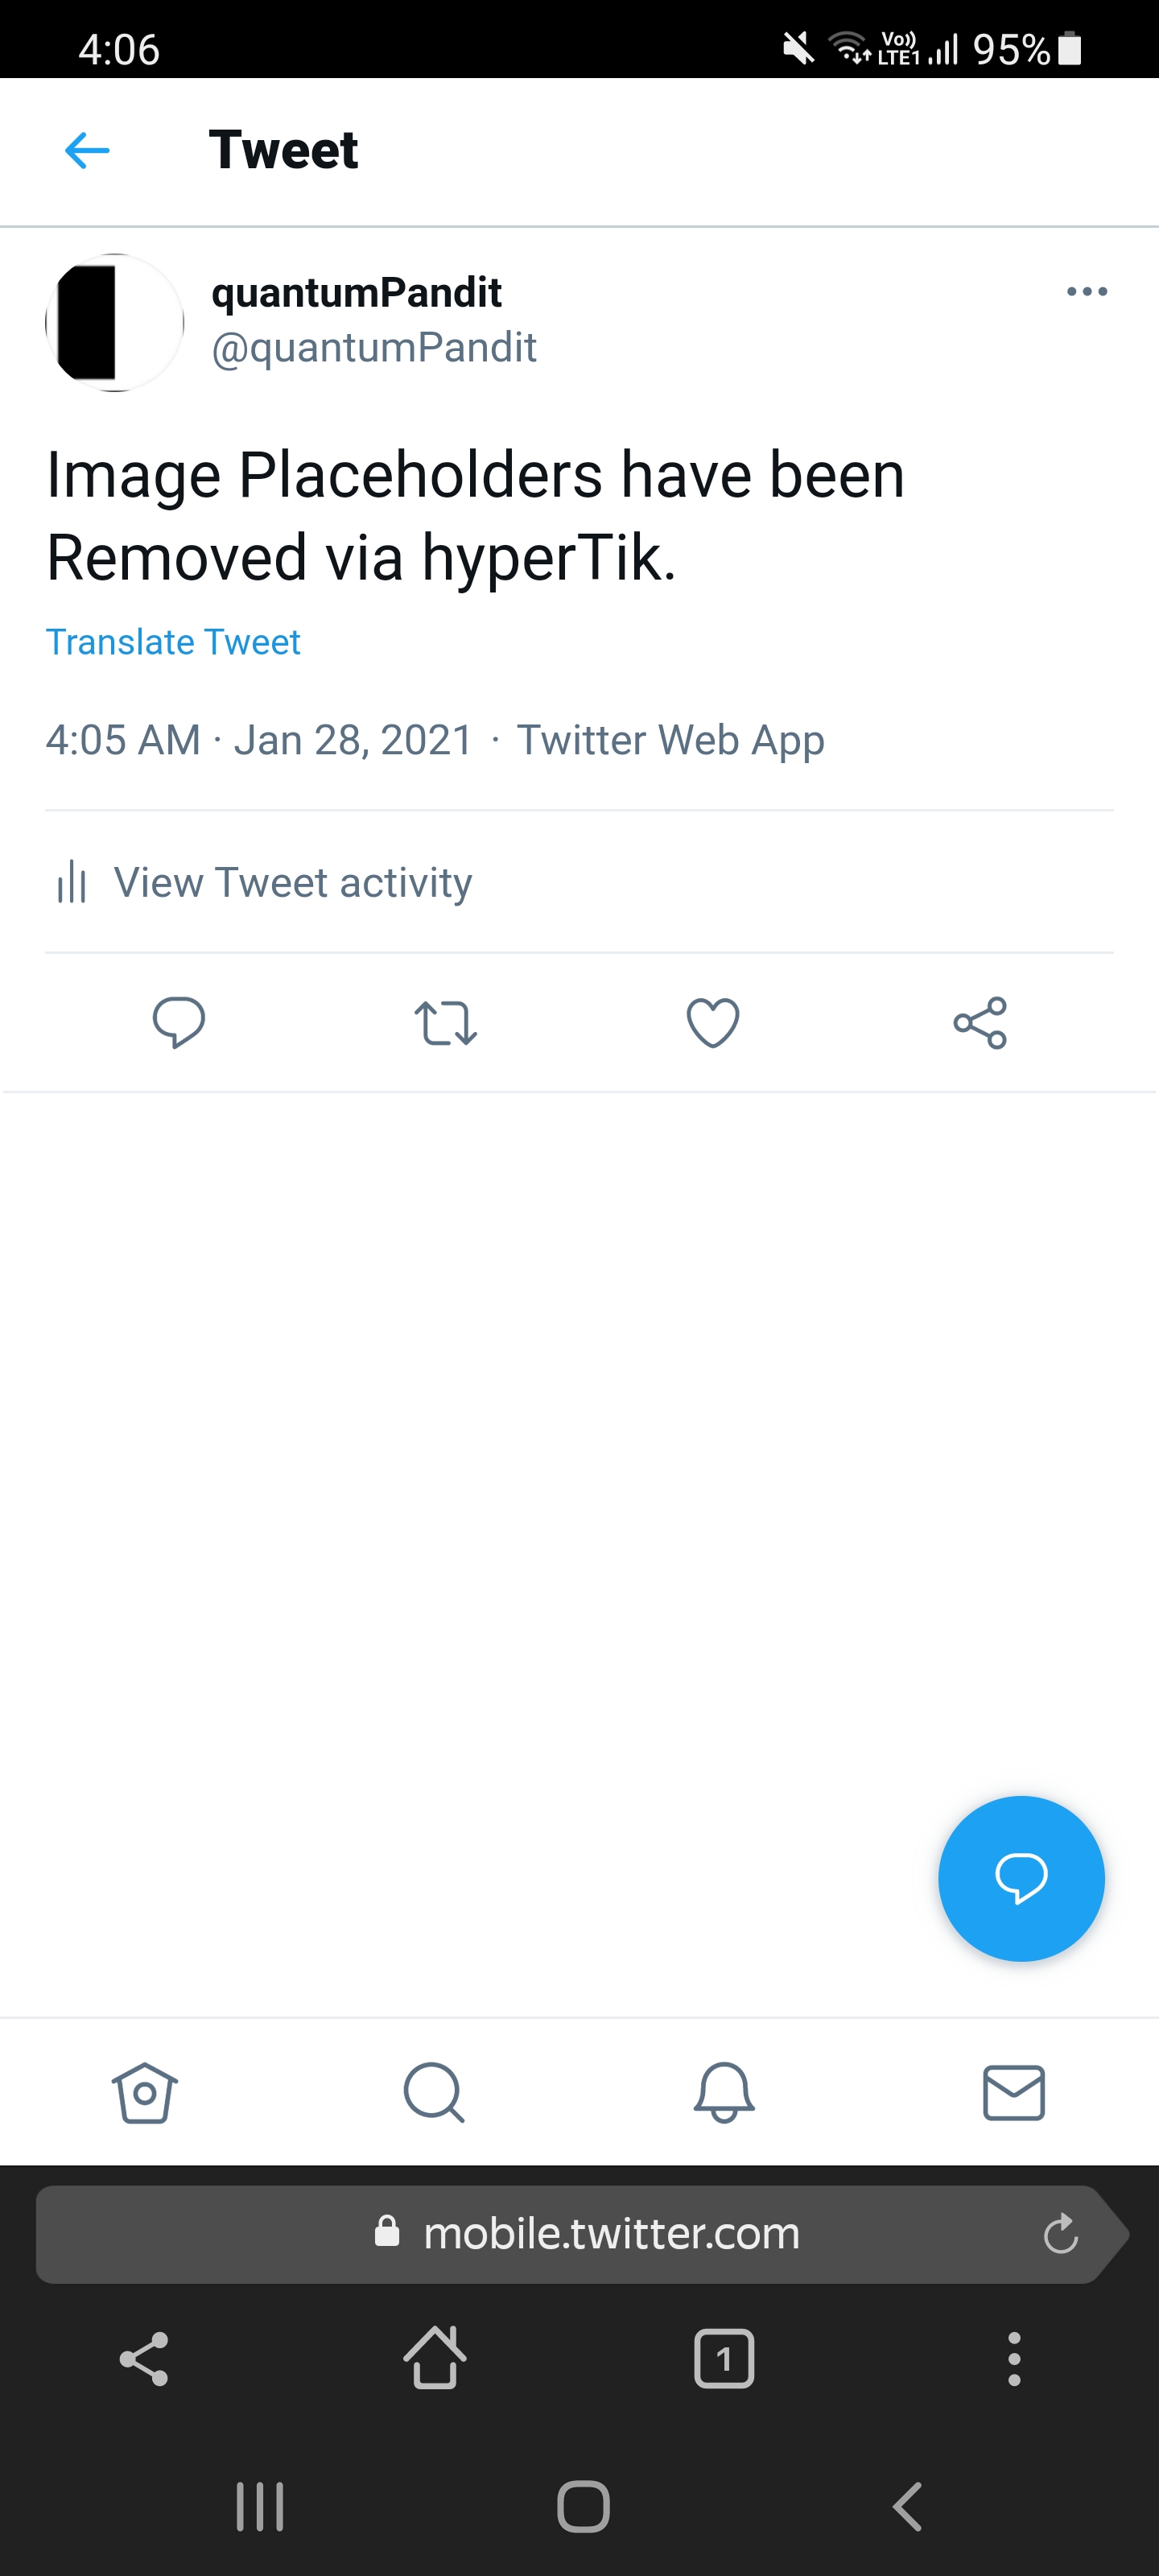 4:06
Vo)) LTE1 95%
Tweet
quantumPandit
@quantumPandit
Image Placeholders have been
Removed via hyperTik.
Translate Tweet
4:05 AM · Jan 28, 2021 · Twitter Web App
View Tweet activity
mobile.twitter.com
1